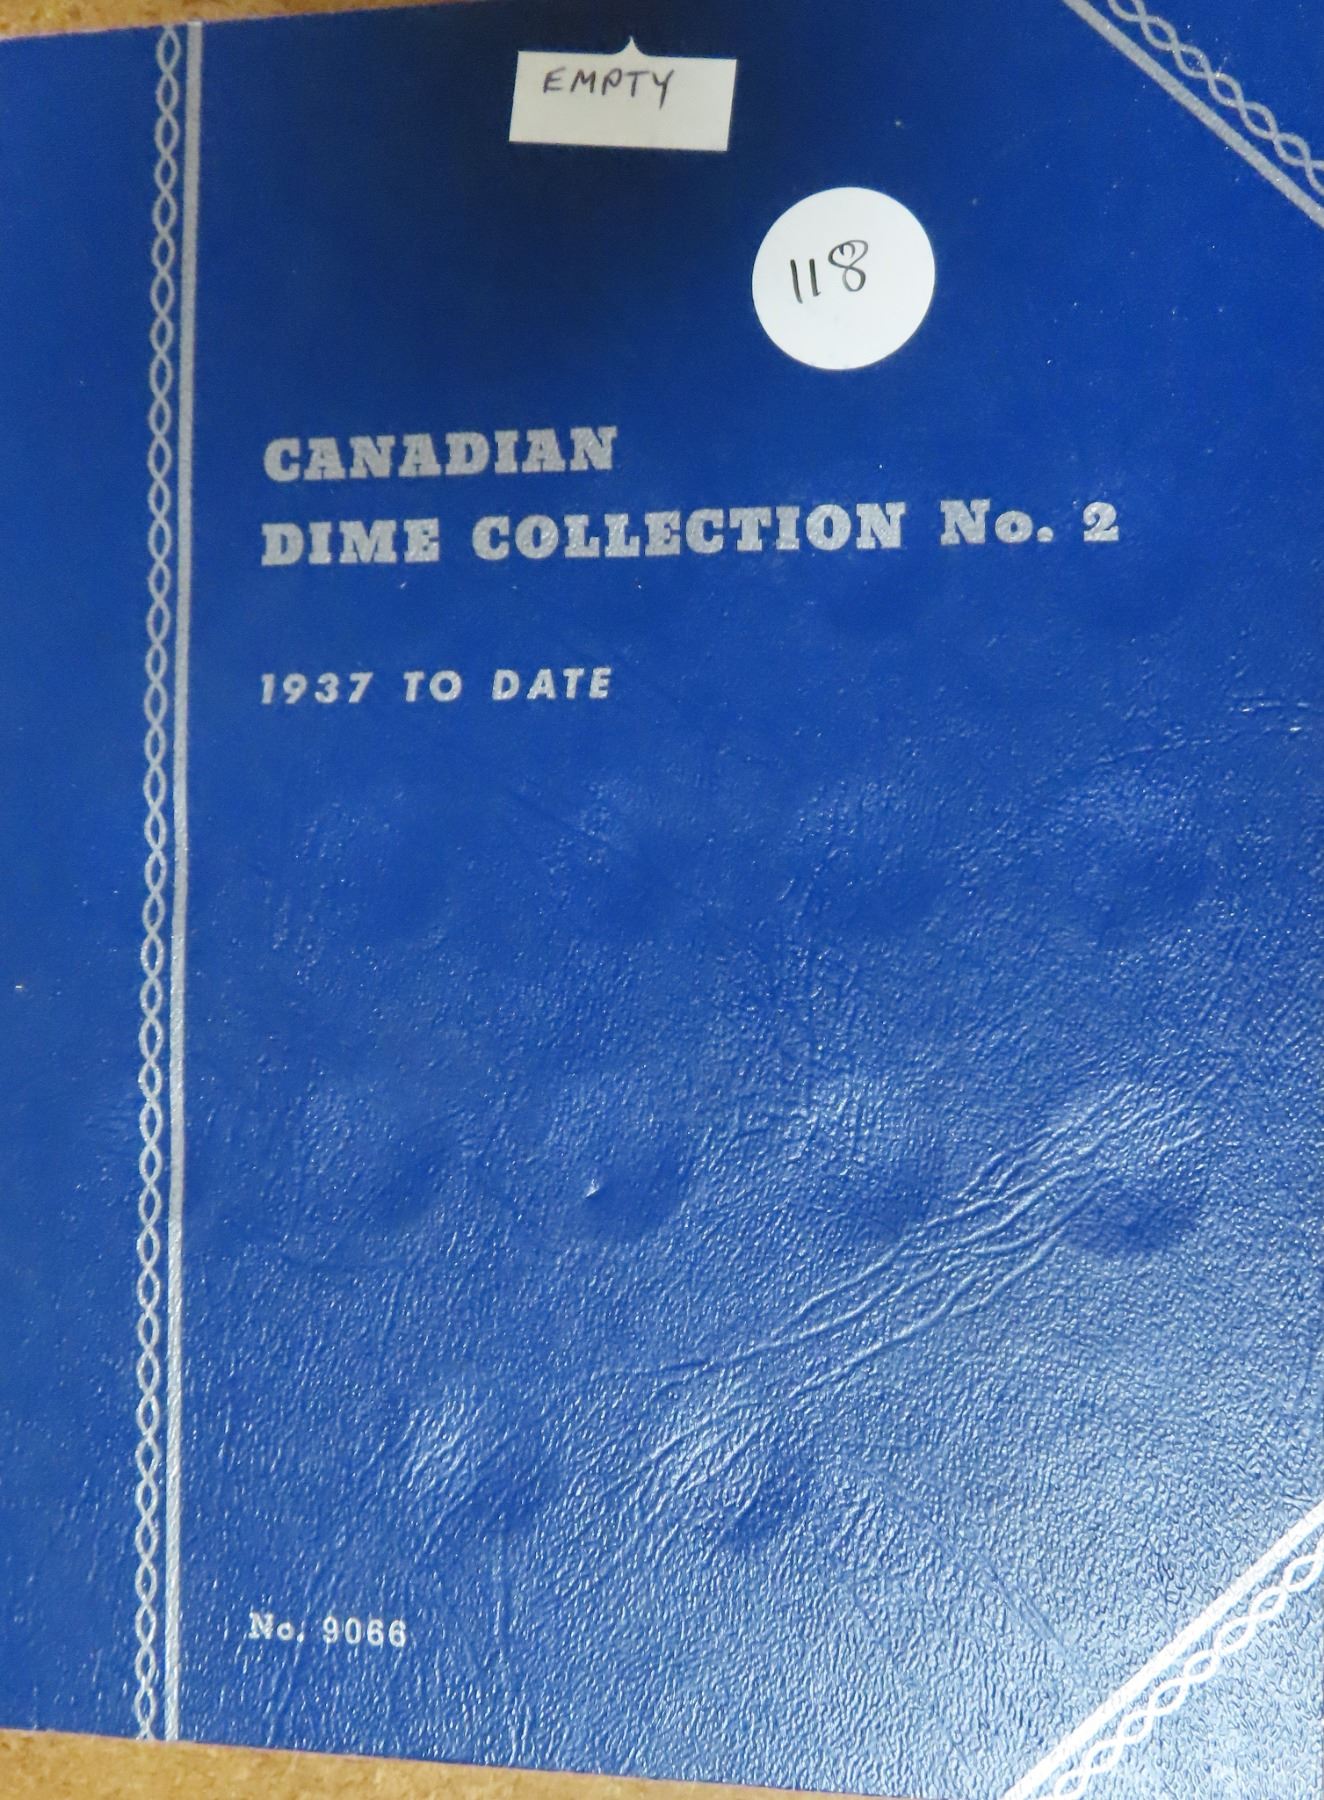 EMPTY
118
CANADIAN
DIME COLLECTION No. 2
1937 TO DATE
No. 9066